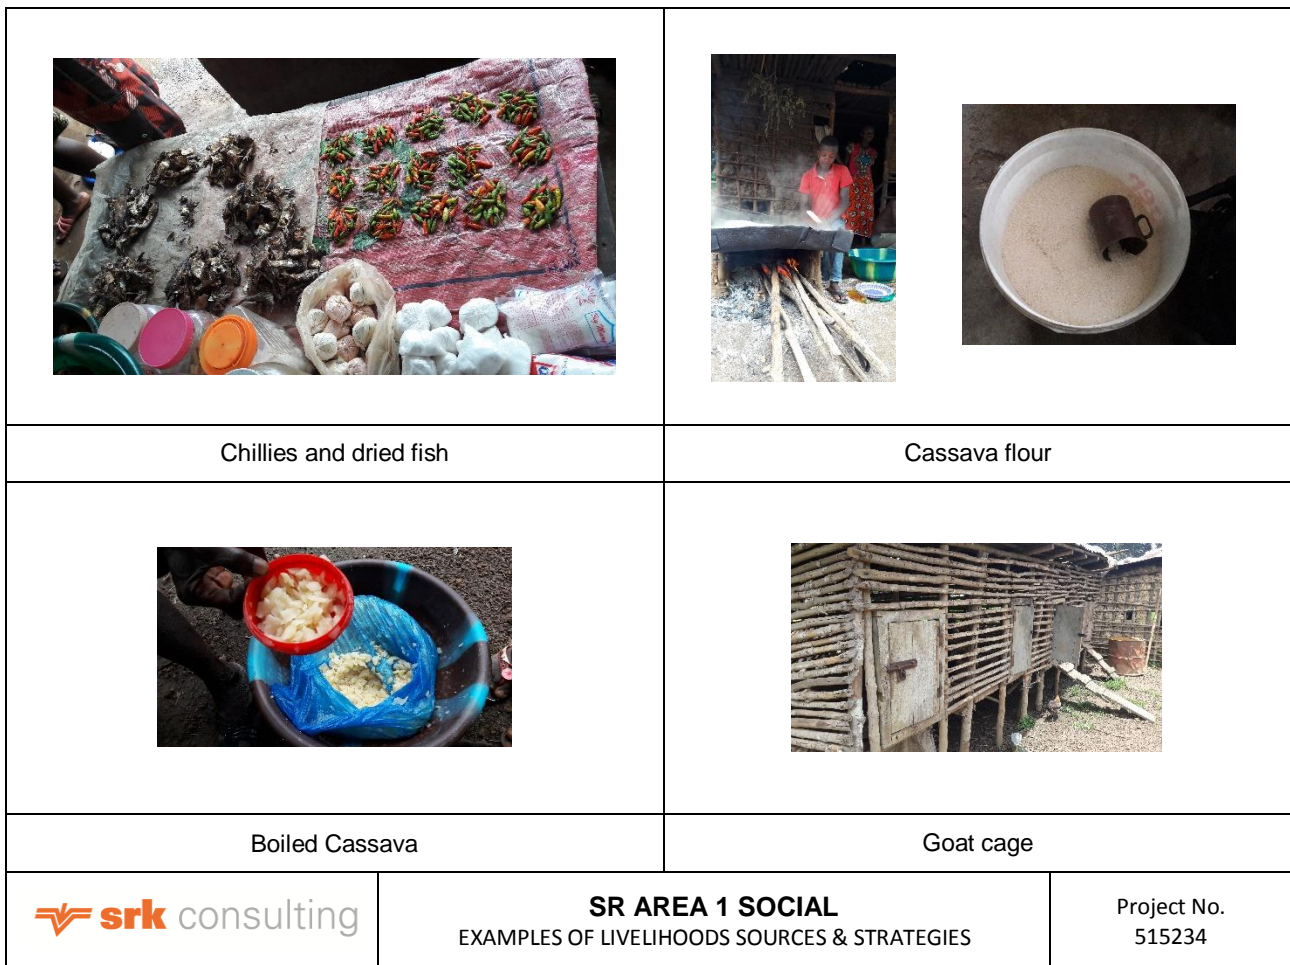 Chillies and dried fish
Cassava flour
Boiled Cassava
Goat cage
srk consulting
SR AREA 1 SOCIAL
EXAMPLES OF LIVELIHOODS SOURCES & STRATEGIES
Project No.
515234